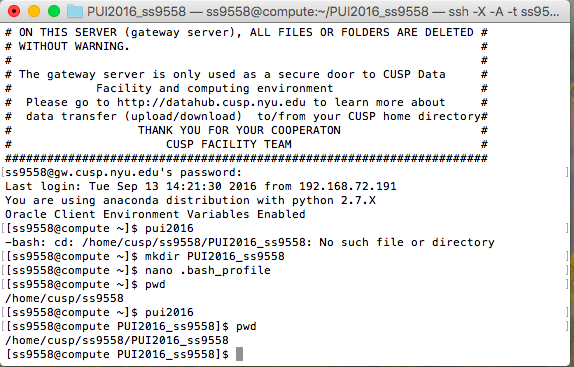 PUI2016_ss9558 — ss9558@compute:~/PUI2016_ss9558 — ssh -X -A -t ss95...
# ON THIS SERVER (gateway server), ALL FILES OR FOLDERS ARE DELETED #
# WITHOUT WARNING. #
# #
# The gateway server is only used as a secure door to CUSP Data #
# Facility and computing environment #
# Please go to http://datahub.cusp.nyu.edu to learn more about #
# data transfer (upload/download) to/from your CUSP home directory#
# THANK YOU FOR YOUR COOPERATON #
# CUSP FACILITY TEAM #
######################################################################
[ss9558@gw.cusp.nyu.edu's password: ]
Last login: Tue Sep 13 14:21:30 2016 from 192.168.72.191
You are using anaconda distribution with python 2.7.X
Oracle Client Environment Variables Enabled
[[ss9558@compute ~]$ pui2016 ]
-bash: cd: /home/cusp/ss9558/PUI2016_ss9558: No such file or directory
[[ss9558@compute ~]$ mkdir PUI2016_ss9558 ]
[[ss9558@compute ~]$ nano .bash_profile ]
[[ss9558@compute ~]$ pwd ]
/home/cusp/ss9558
[[ss9558@compute ~]$ pui2016 ]
[[ss9558@compute PUI2016_ss9558]$ pwd ]
/home/cusp/ss9558/PUI2016_ss9558
[[ss9558@compute PUI2016_ss9558]$ ]